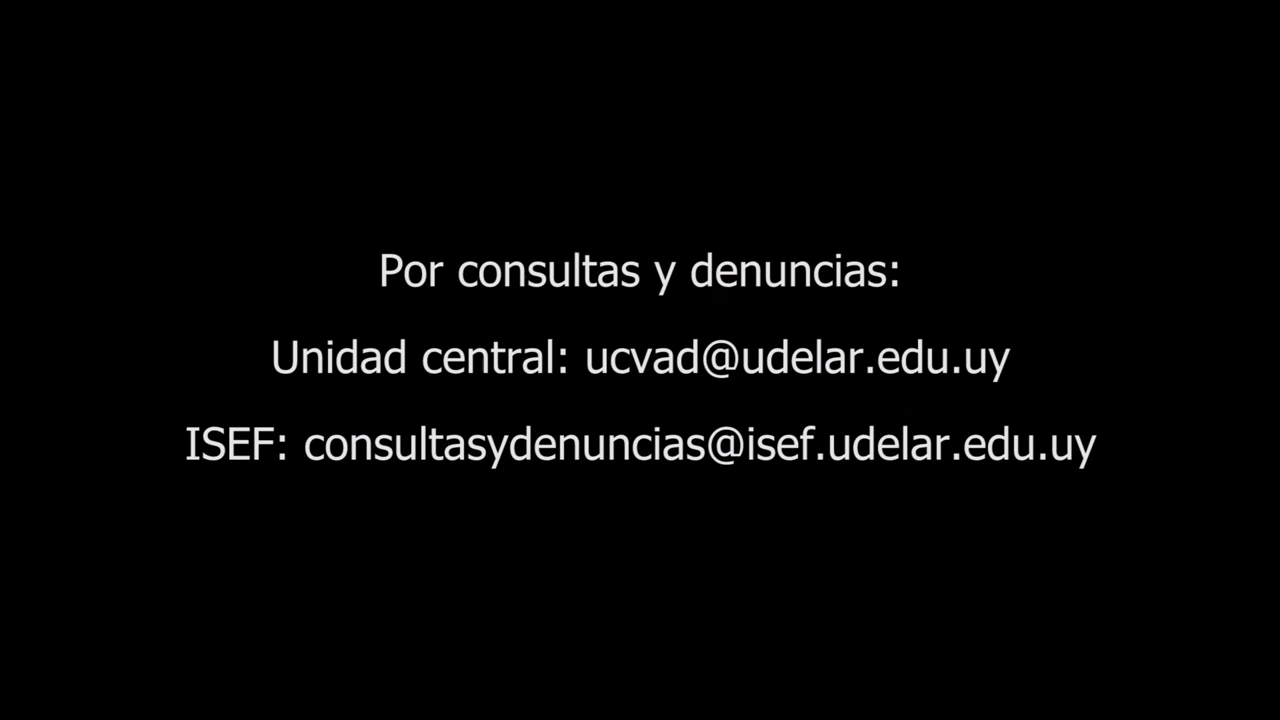 Por consultas y denuncias:
Unidad central: ucvad@udelar.edu.uy
ISEF: consultasydenuncias@isef.udelar.edu.uy